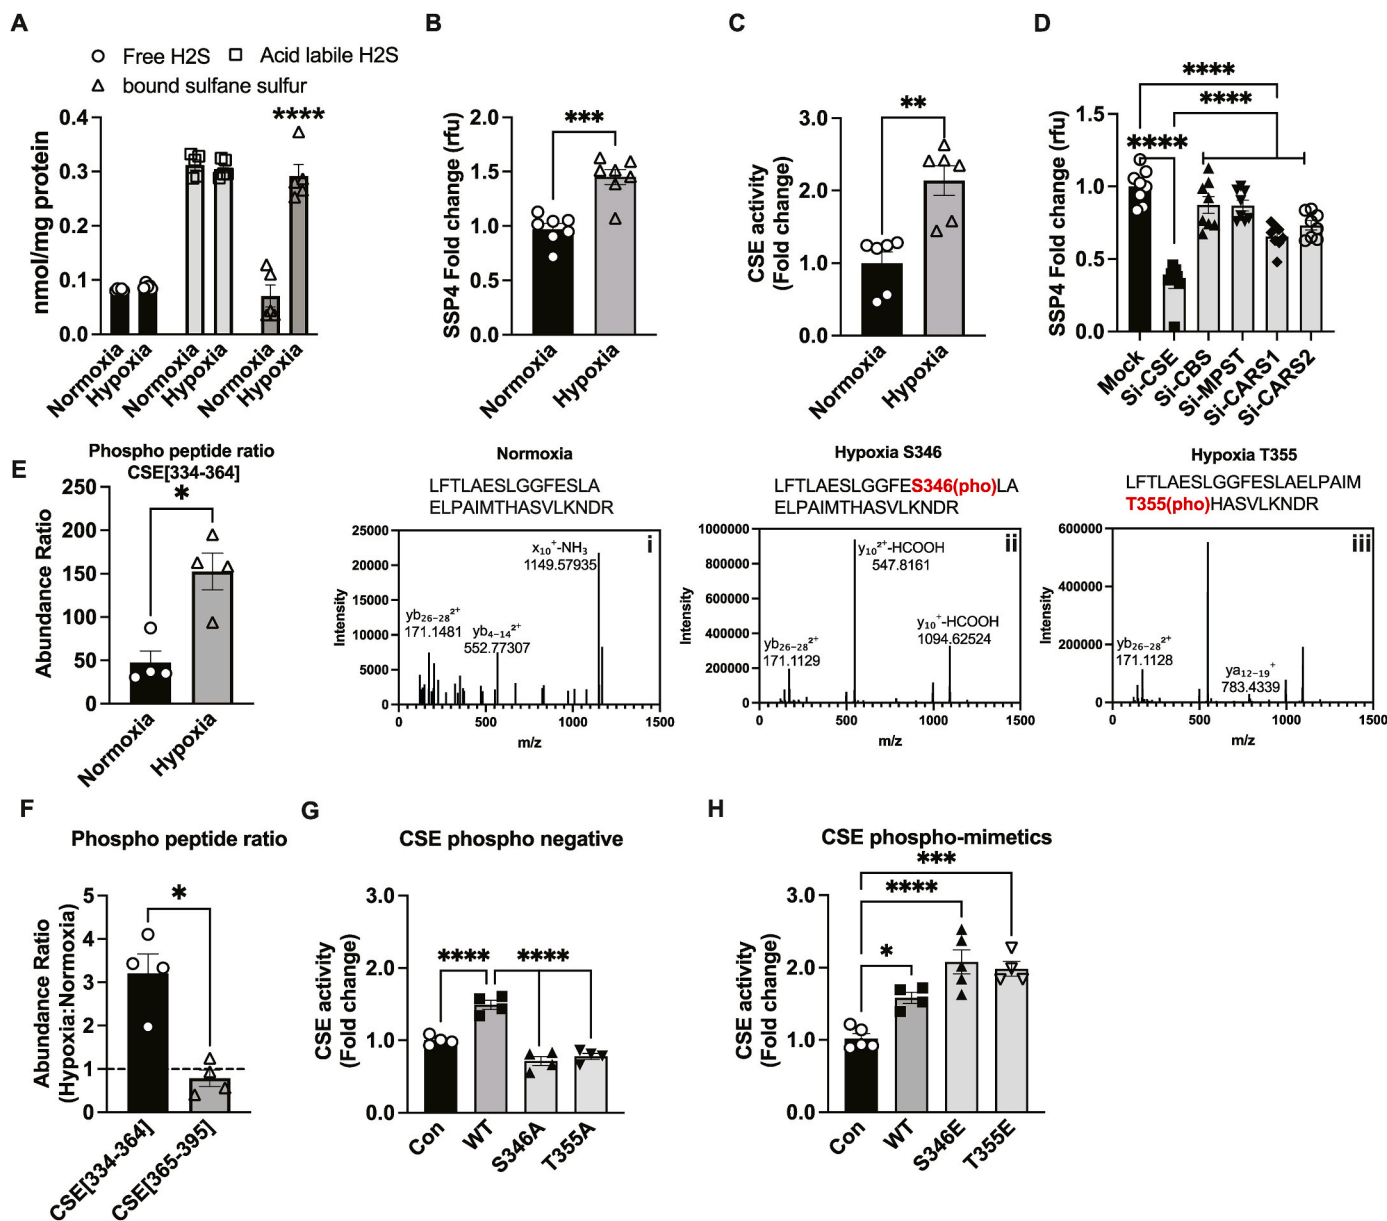 A
Free H2S
Acid labile H2S
bound sulfane sulfur
nmol/mg protein
0.4
0.3
0.2
0.1
0.0
****
Normoxia
Hypoxia
Normoxia
Hypoxia
Normoxia
Hypoxia
B
SSP4 Fold change (rfu)
2.0
1.5
1.0
0.5
0.0
***
Normoxia
Hypoxia
C
CSE activity
(Fold change)
3.0
2.0
1.0
0.0
**
Normoxia
Hypoxia
D
SSP4 Fold change (rfu)
1.5
1.0
0.5
0.0
****
****
****
Mock
Si-CSE
Si-CBS
Si-MPST
Si-CARS1
Si-CARS2
E
Phospho peptide ratio
CSE[334-364]
Abundance Ratio
250
200
150
100
50
0
*
Normoxia
Hypoxia
Normoxia
LFTLAESLGGFESLA
ELPAIMTHASVLKNDR
i
Intensity
25000
20000
15000
10000
5000
0
x₁₀⁺-NH₃
1149.57935
yb₂₆₋₂₈²⁺
171.1481
yb₄₋₁₄²⁺
552.77307
0
500
1000
1500
m/z
Hypoxia S346
LFTLAESLGGFES346(pho)LA
ELPAIMTHASVLKNDR
ii
Intensity
1000000
800000
600000
400000
200000
0
y₁₀²⁺-HCOOH
547.8161
y₁₀⁺-HCOOH
1094.62524
yb₂₆₋₂₈²⁺
171.1129
0
500
1000
1500
m/z
Hypoxia T355
LFTLAESLGGFESLAELPAIM
T355(pho)HASVLKNDR
iii
Intensity
600000
400000
200000
0
yb₂₆₋₂₈²⁺
171.1128
ya₁₂₋₁₉⁺
783.4339
0
500
1000
1500
m/z
F
Phospho peptide ratio
Abundance Ratio
(Hypoxia:Normoxia)
5
4
3
2
1
0
*
CSE[334-364]
CSE[365-395]
G
CSE phospho negative
CSE activity
(Fold change)
3.0
2.0
1.0
0.0
****
****
Con
WT
S346A
T355A
H
CSE phospho-mimetics
CSE activity
(Fold change)
3.0
2.0
1.0
0.0
***
****
*
Con
WT
S346E
T355E